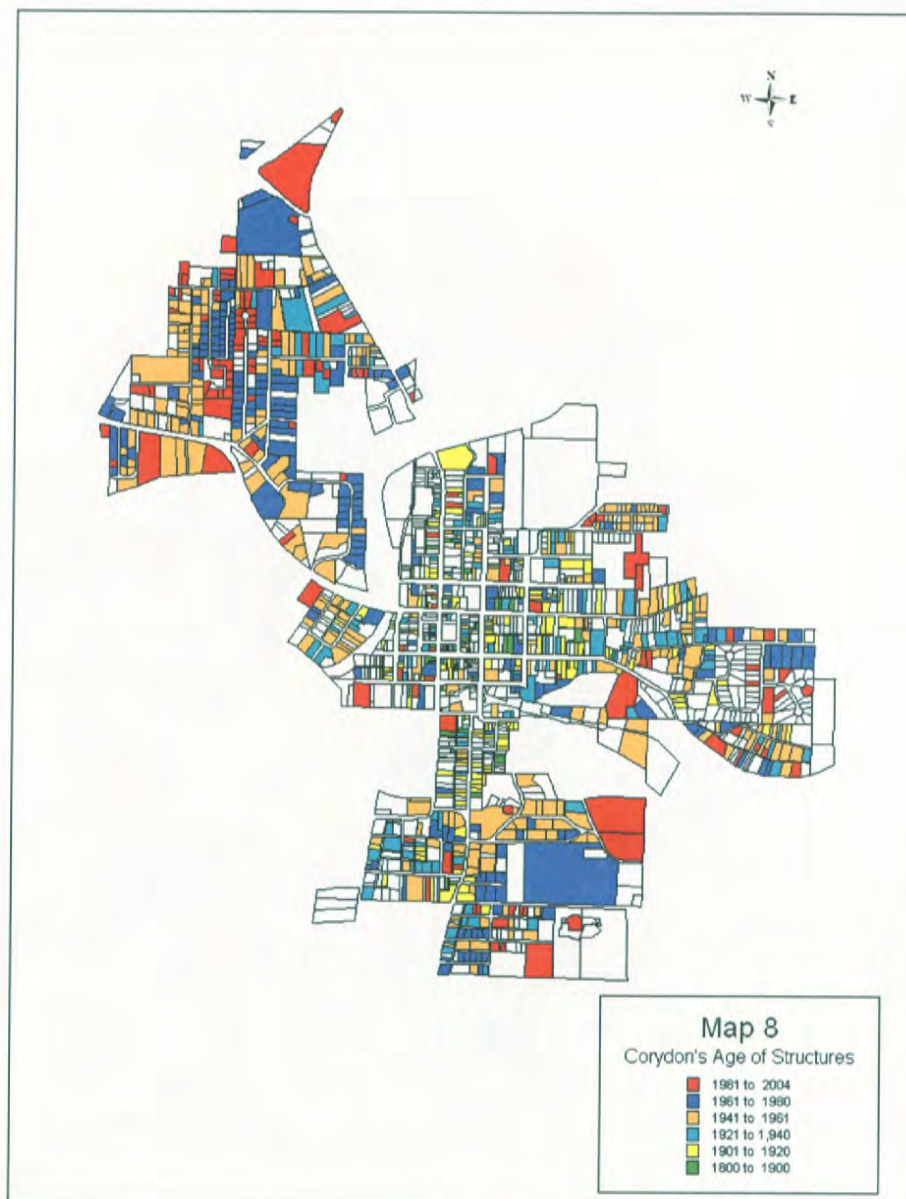 N
W E
S
Map 8
Corydon's Age of Structures
1981 to 2004
1961 to 1980
1941 to 1961
1921 to 1,940
1901 to 1920
1800 to 1900